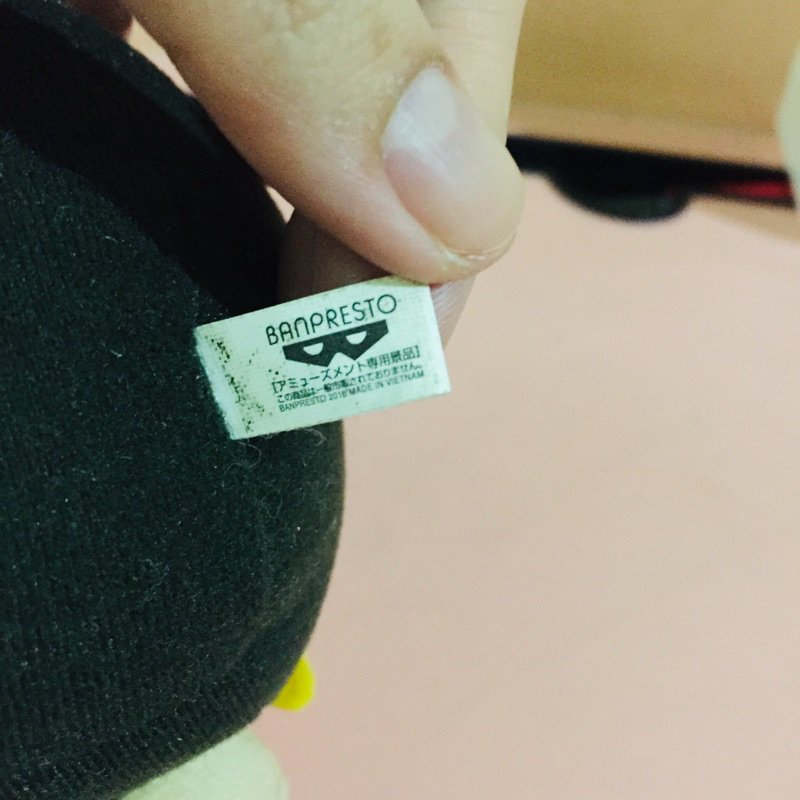 BANPRESTO
[アミューズメント専用景品]
この商品は一般市販されておりません。
BANPRESTO 2016 MADE IN VIETNAM